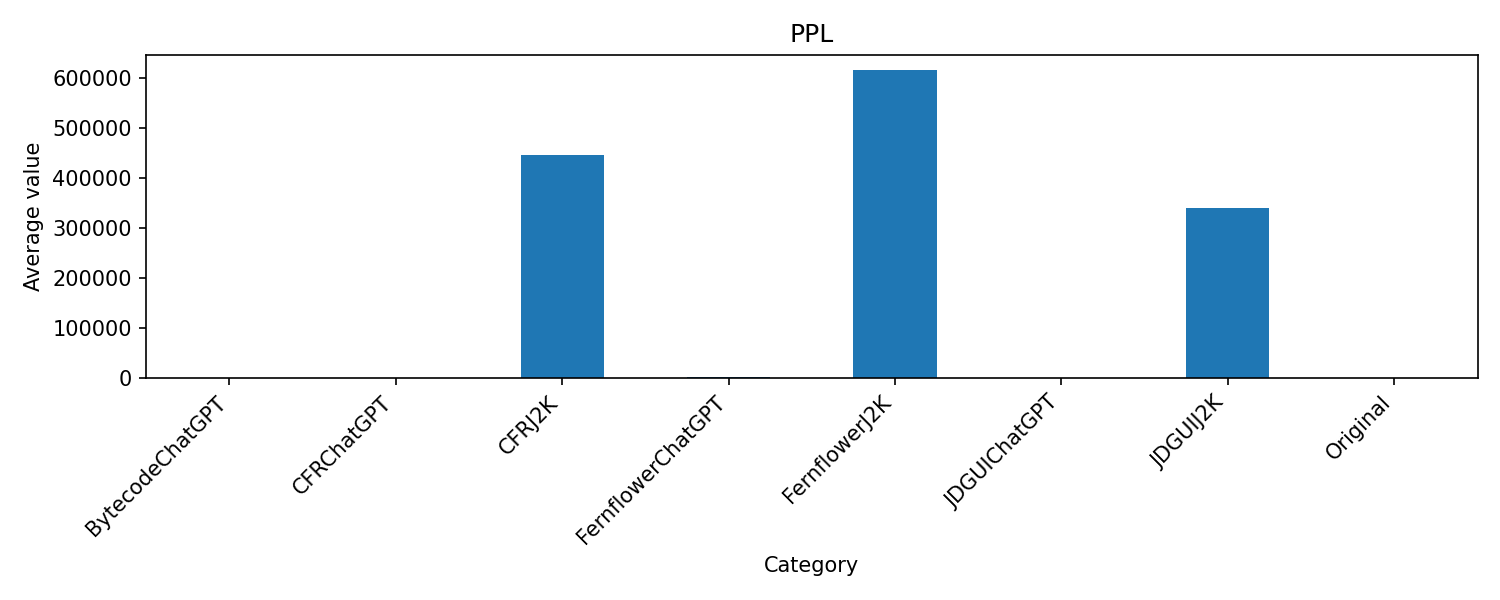 PPL
Average value
600000
500000
400000
300000
200000
100000
0
BytecodeChatGPT
CFRChatGPT
CFRJ2K
FernflowerChatGPT
FernflowerJ2K
JDGUIChatGPT
JDGUIJ2K
Original
Category